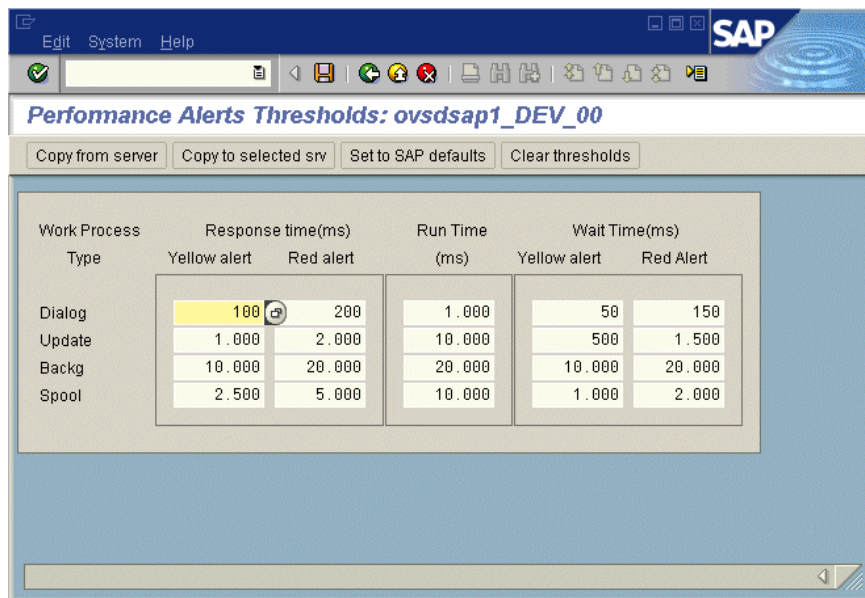 Edit System Help
SAP
Performance Alerts Thresholds: ovsdsap1_DEV_00
Copy from server Copy to selected srv Set to SAP defaults Clear thresholds
Work Process Response time(ms) Run Time Wait Time(ms)
Type Yellow alert Red alert (ms) Yellow alert Red Alert
Dialog 100 200 1.000 50 150
Update 1.000 2.000 10.000 500 1.500
Backg 10.000 20.000 20.000 10.000 20.000
Spool 2.500 5.000 10.000 1.000 2.000